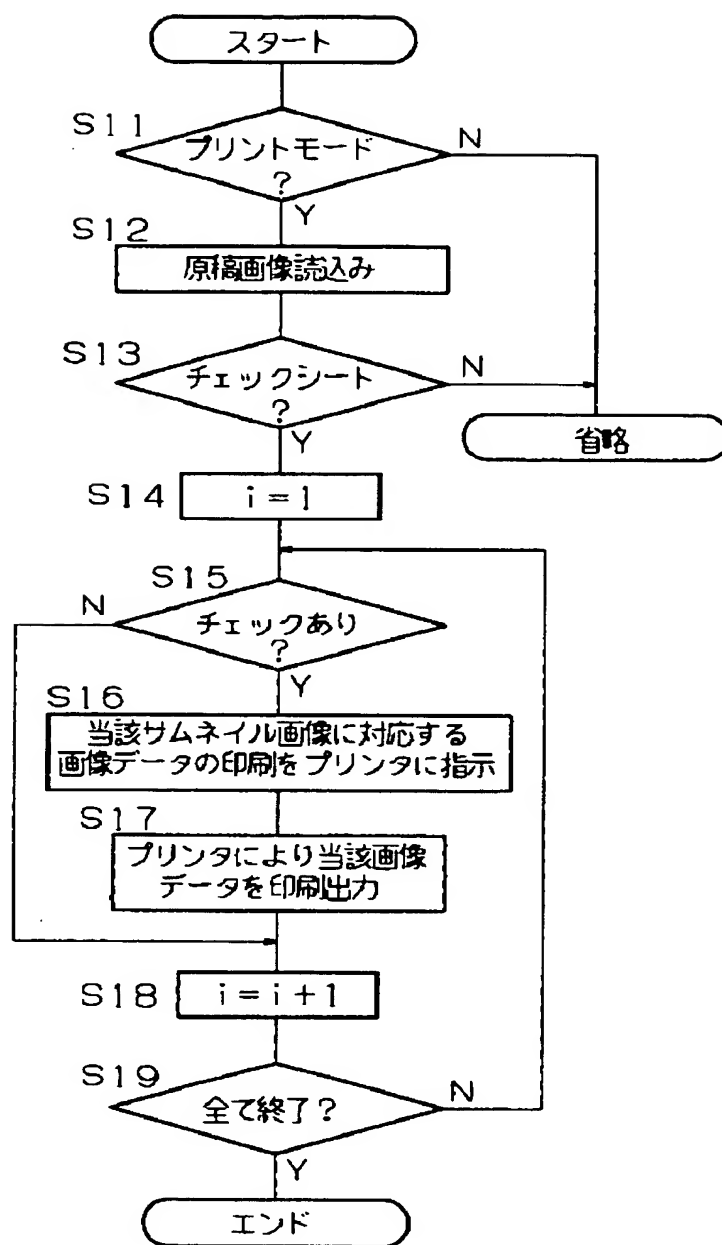 スタート
S11
プリントモード
?
N
Y
S12
原稿画像読込み
S13
チェックシート
?
N
Y
省略
S14
i=1
S15
N
チェックあり
?
Y
S16
当該サムネイル画像に対応する
画像データの印刷をプリンタに指示
S17
プリンタにより当該画像
データを印刷出力
S18
i=i+1
S19
全て終了?
N
Y
エンド